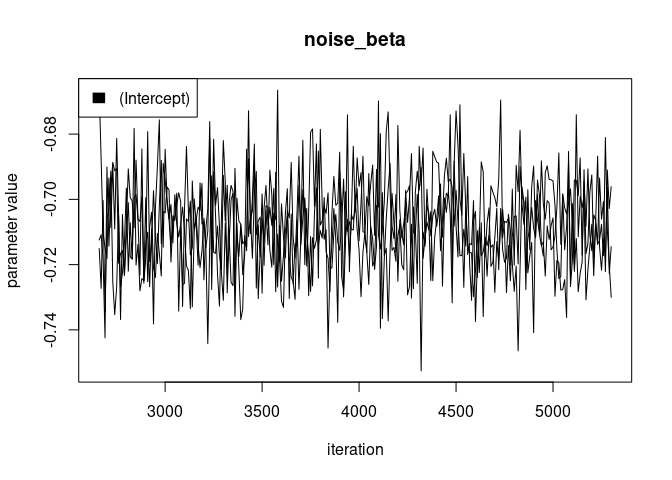 noise_beta
(Intercept)
parameter value
-0.68
-0.70
-0.72
-0.74
3000 3500 4000 4500 5000
iteration